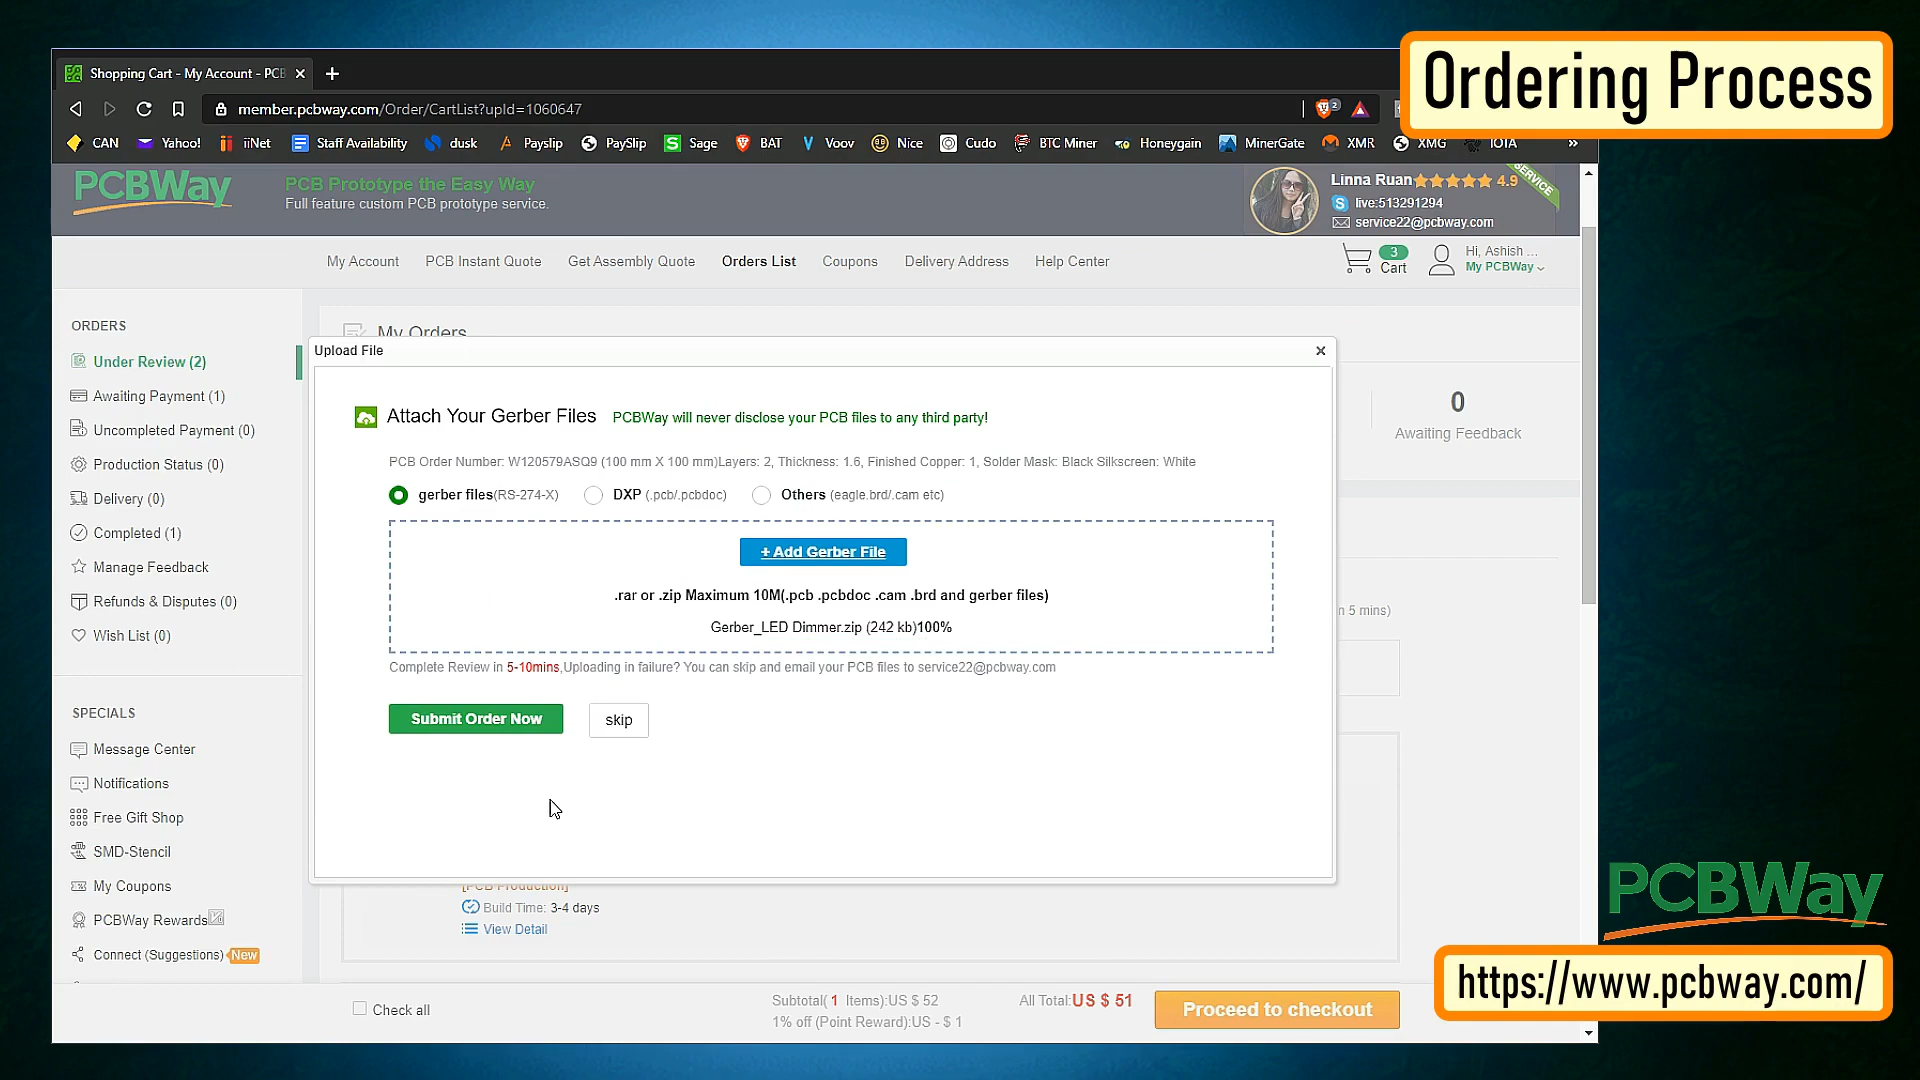 Ordering Process
Shopping Cart - My Account - PCB
member.pcbway.com/Order/CartList?upId=1060647
2
CAN Yahoo! iiNet Staff Availability dusk Payslip PaySlip Sage BAT Voov Nice Cudo BTC Miner Honeygain MinerGate XMR XMG IOTA »
PCBWay
PCB Prototype the Easy Way
Full feature custom PCB prototype service.
Linna Ruan 4.9
SERVICE
live:513291294
service22@pcbway.com
My Account PCB Instant Quote Get Assembly Quote Orders List Coupons Delivery Address Help Center
3
Cart
Hi, Ashish ...
My PCBWay
ORDERS
Under Review (2)
Awaiting Payment (1)
Uncompleted Payment (0)
Production Status (0)
Delivery (0)
Completed (1)
Manage Feedback
Refunds & Disputes (0)
Wish List (0)
SPECIALS
Message Center
Notifications
Free Gift Shop
SMD-Stencil
My Coupons
PCBWay Rewards
Connect (Suggestions) New
My Orders
0
Awaiting Feedback
n 5 mins)
Upload File
Attach Your Gerber Files PCBWay will never disclose your PCB files to any third party!
PCB Order Number: W120579ASQ9 (100 mm X 100 mm)Layers: 2, Thickness: 1.6, Finished Copper: 1, Solder Mask: Black Silkscreen: White
gerber files(RS-274-X) DXP (.pcb/.pcbdoc) Others (eagle.brd/.cam etc)
+ Add Gerber File
.rar or .zip Maximum 10M(.pcb .pcbdoc .cam .brd and gerber files)
Gerber_LED Dimmer.zip (242 kb)100%
Complete Review in 5-10mins,Uploading in failure? You can skip and email your PCB files to service22@pcbway.com
Submit Order Now skip
[PCB Production]
Build Time: 3-4 days
View Detail
Check all
Subtotal( 1 Items):US $ 52
1% off (Point Reward):US - $ 1
All Total:US $ 51
Proceed to checkout
PCBWay
https://www.pcbway.com/